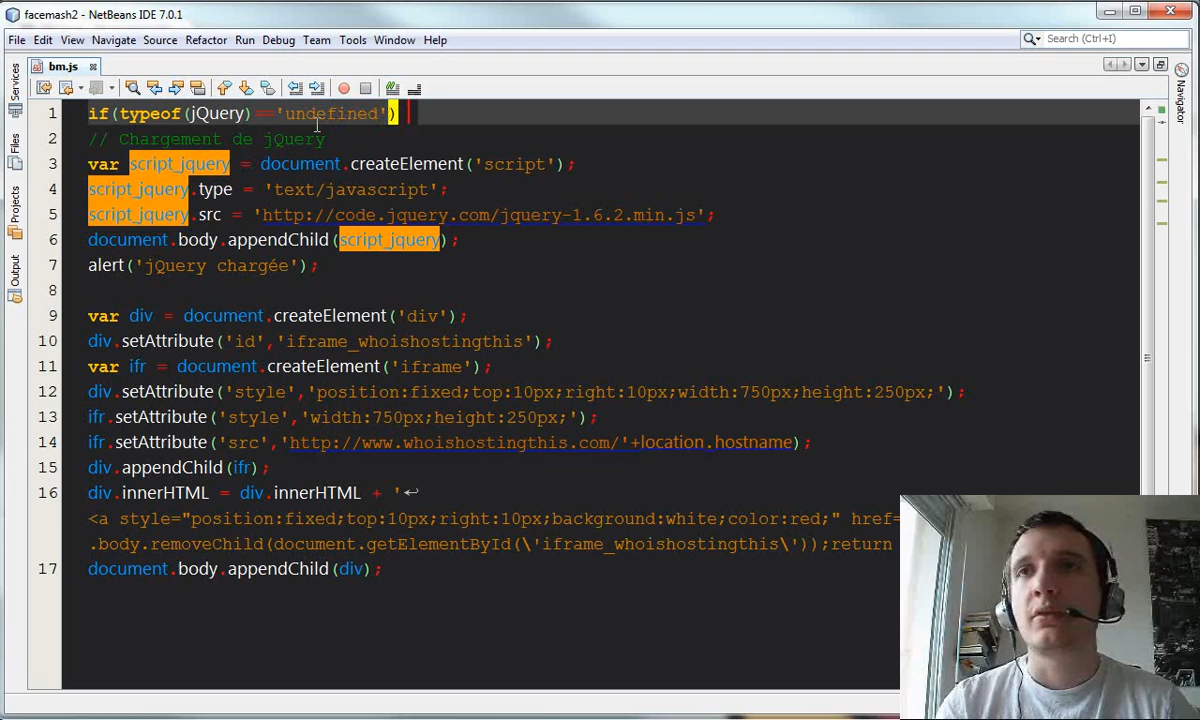 facemash2 - NetBeans IDE 7.0.1
File Edit View Navigate Source Refactor Run Debug Team Tools Window Help
Search (Ctrl+I)
bm.js
Services
Files
Projects
Output
Navigator
1 if(typeof(jQuery)=='undefined')
2 // Chargement de jQuery
3 var script_jquery = document.createElement('script');
4 script_jquery.type = 'text/javascript';
5 script_jquery.src = 'http://code.jquery.com/jquery-1.6.2.min.js';
6 document.body.appendChild(script_jquery);
7 alert('jQuery chargée');
8
9 var div = document.createElement('div');
10 div.setAttribute('id','iframe_whoishostingthis');
11 var ifr = document.createElement('iframe');
12 div.setAttribute('style','position:fixed;top:10px;right:10px;width:750px;height:250px;');
13 ifr.setAttribute('style','width:750px;height:250px;');
14 ifr.setAttribute('src','http://www.whoishostingthis.com/'+location.hostname);
15 div.appendChild(ifr);
16 div.innerHTML = div.innerHTML + '
<a style="position:fixed;top:10px;right:10px;background:white;color:red;" href=
.body.removeChild(document.getElementById(\'iframe_whoishostingthis\'));return
17 document.body.appendChild(div);